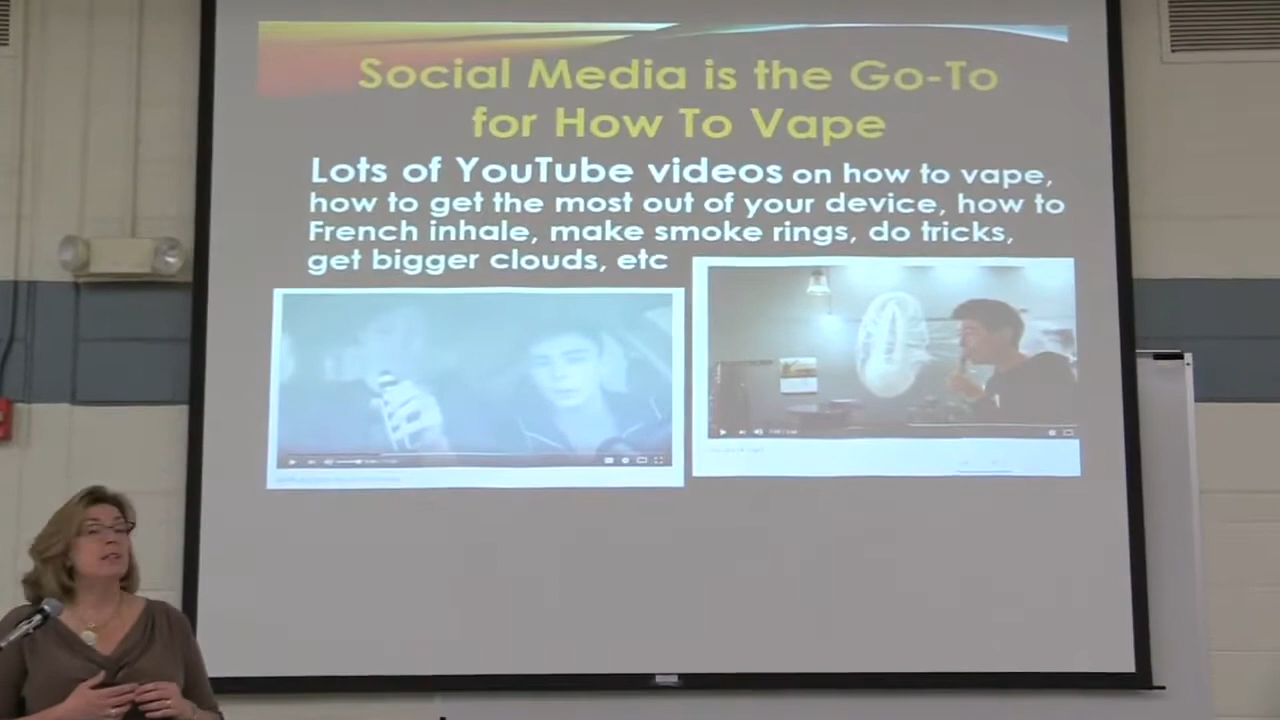 Social Media is the Go-To
for How To Vape
Lots of YouTube videos on how to vape,
how to get the most out of your device, how to
French inhale, make smoke rings, do tricks,
get bigger clouds, etc